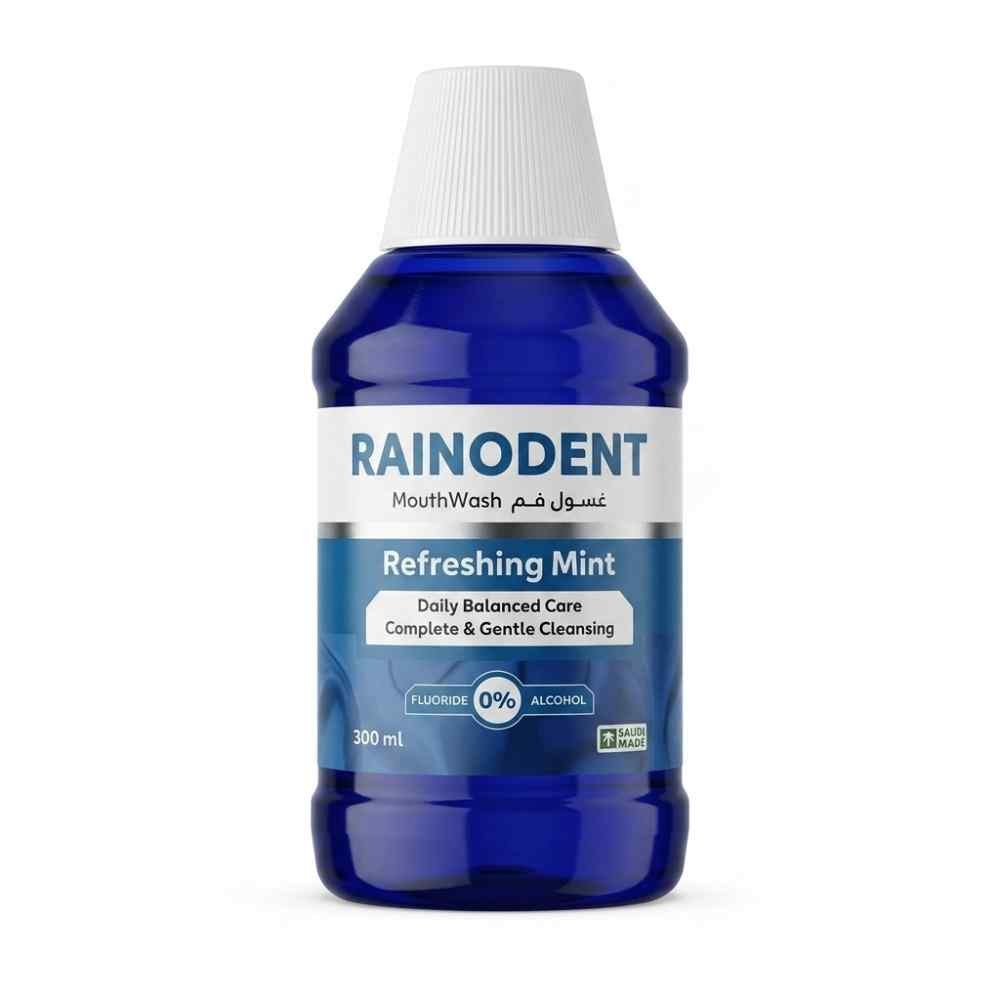 RAINODENT
MouthWash غسول فم
Refreshing Mint
Daily Balanced Care
Complete & Gentle Cleansing
FLUORIDE 0% ALCOHOL
300 ml
SAUDI
MADE